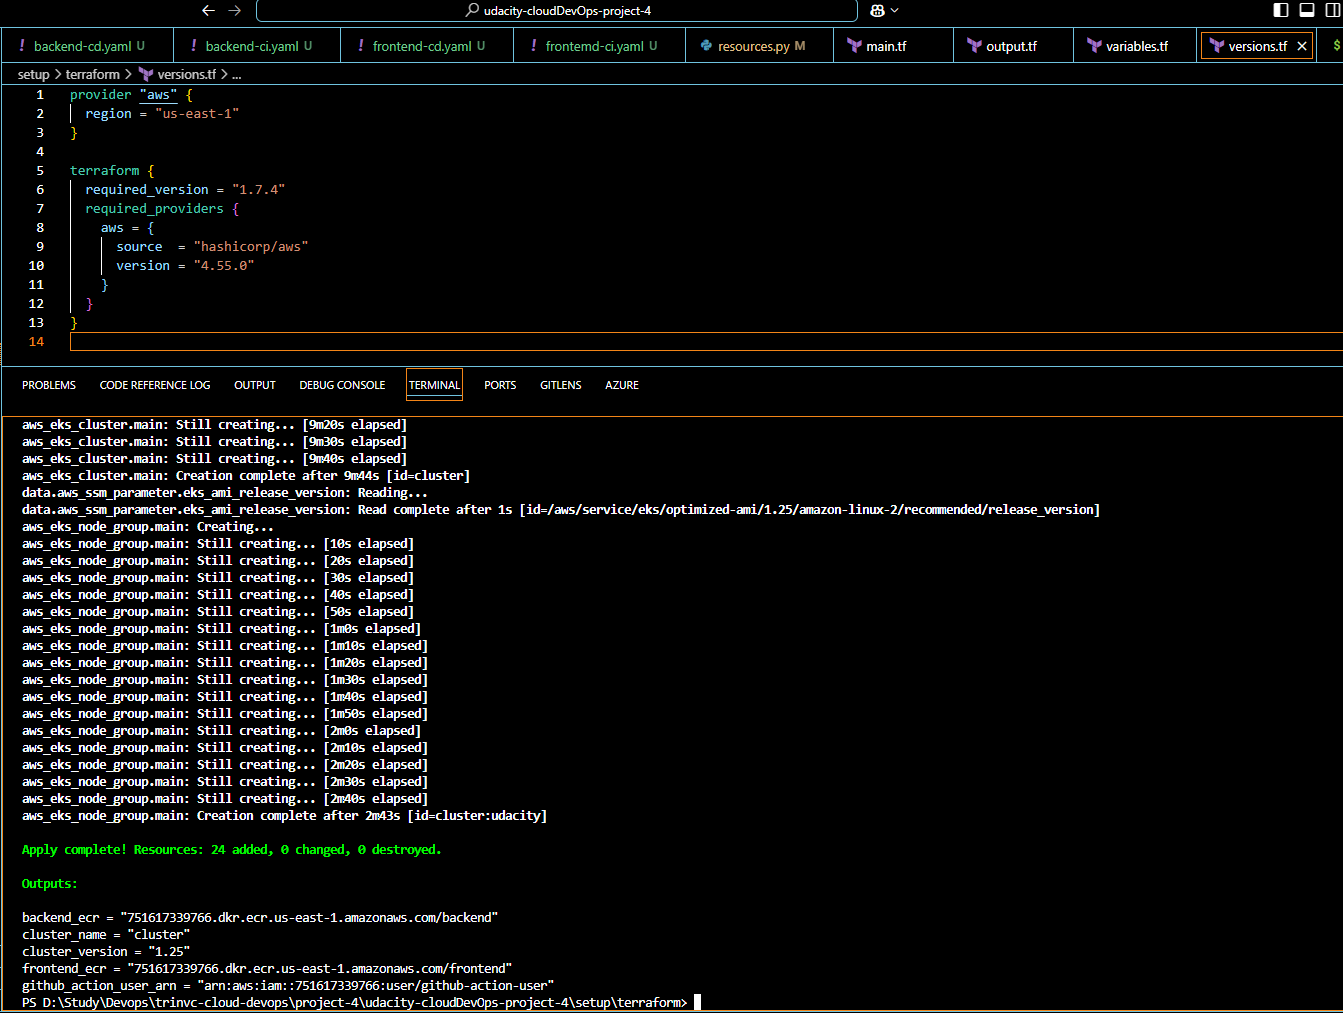 udacity-cloudDevOps-project-4
! backend-cd.yaml U ! backend-ci.yaml U ! frontend-cd.yaml U ! frontemd-ci.yaml U resources.py M main.tf output.tf variables.tf versions.tf × $
setup > terraform > versions.tf > ...
1 provider "aws" {
2 region = "us-east-1"
3 }
4
5 terraform {
6 required_version = "1.7.4"
7 required_providers {
8 aws = {
9 source  = "hashicorp/aws"
10 version = "4.55.0"
11 }
12 }
13 }
14
PROBLEMS CODE REFERENCE LOG OUTPUT DEBUG CONSOLE TERMINAL PORTS GITLENS AZURE
aws_eks_cluster.main: Still creating... [9m20s elapsed]
aws_eks_cluster.main: Still creating... [9m30s elapsed]
aws_eks_cluster.main: Still creating... [9m40s elapsed]
aws_eks_cluster.main: Creation complete after 9m44s [id=cluster]
data.aws_ssm_parameter.eks_ami_release_version: Reading...
data.aws_ssm_parameter.eks_ami_release_version: Read complete after 1s [id=/aws/service/eks/optimized-ami/1.25/amazon-linux-2/recommended/release_version]
aws_eks_node_group.main: Creating...
aws_eks_node_group.main: Still creating... [10s elapsed]
aws_eks_node_group.main: Still creating... [20s elapsed]
aws_eks_node_group.main: Still creating... [30s elapsed]
aws_eks_node_group.main: Still creating... [40s elapsed]
aws_eks_node_group.main: Still creating... [50s elapsed]
aws_eks_node_group.main: Still creating... [1m0s elapsed]
aws_eks_node_group.main: Still creating... [1m10s elapsed]
aws_eks_node_group.main: Still creating... [1m20s elapsed]
aws_eks_node_group.main: Still creating... [1m30s elapsed]
aws_eks_node_group.main: Still creating... [1m40s elapsed]
aws_eks_node_group.main: Still creating... [1m50s elapsed]
aws_eks_node_group.main: Still creating... [2m0s elapsed]
aws_eks_node_group.main: Still creating... [2m10s elapsed]
aws_eks_node_group.main: Still creating... [2m20s elapsed]
aws_eks_node_group.main: Still creating... [2m30s elapsed]
aws_eks_node_group.main: Still creating... [2m40s elapsed]
aws_eks_node_group.main: Creation complete after 2m43s [id=cluster:udacity]
Apply complete! Resources: 24 added, 0 changed, 0 destroyed.
Outputs:
backend_ecr = "751617339766.dkr.ecr.us-east-1.amazonaws.com/backend"
cluster_name = "cluster"
cluster_version = "1.25"
frontend_ecr = "751617339766.dkr.ecr.us-east-1.amazonaws.com/frontend"
github_action_user_arn = "arn:aws:iam::751617339766:user/github-action-user"
PS D:\Study\Devops\trinvc-cloud-devops\project-4\udacity-cloudDevOps-project-4\setup\terraform>